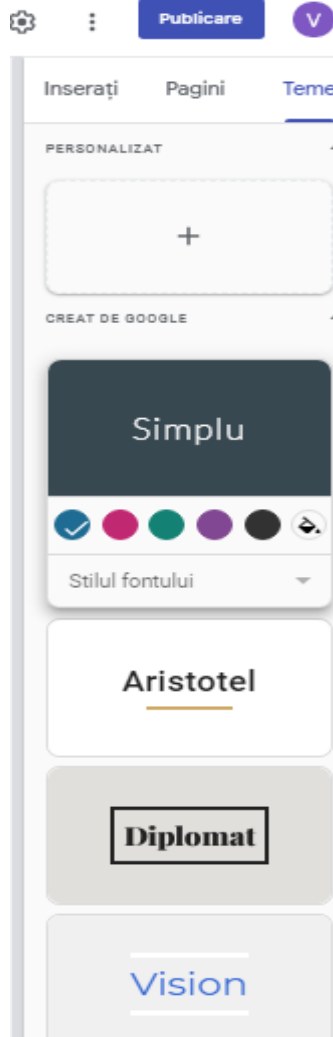 Publicare
V
Inserați
Pagini
Teme
PERSONALIZAT
+
CREAT DE GOOGLE
Simplu
Stilul fontului
Aristotel
Diplomat
Vision